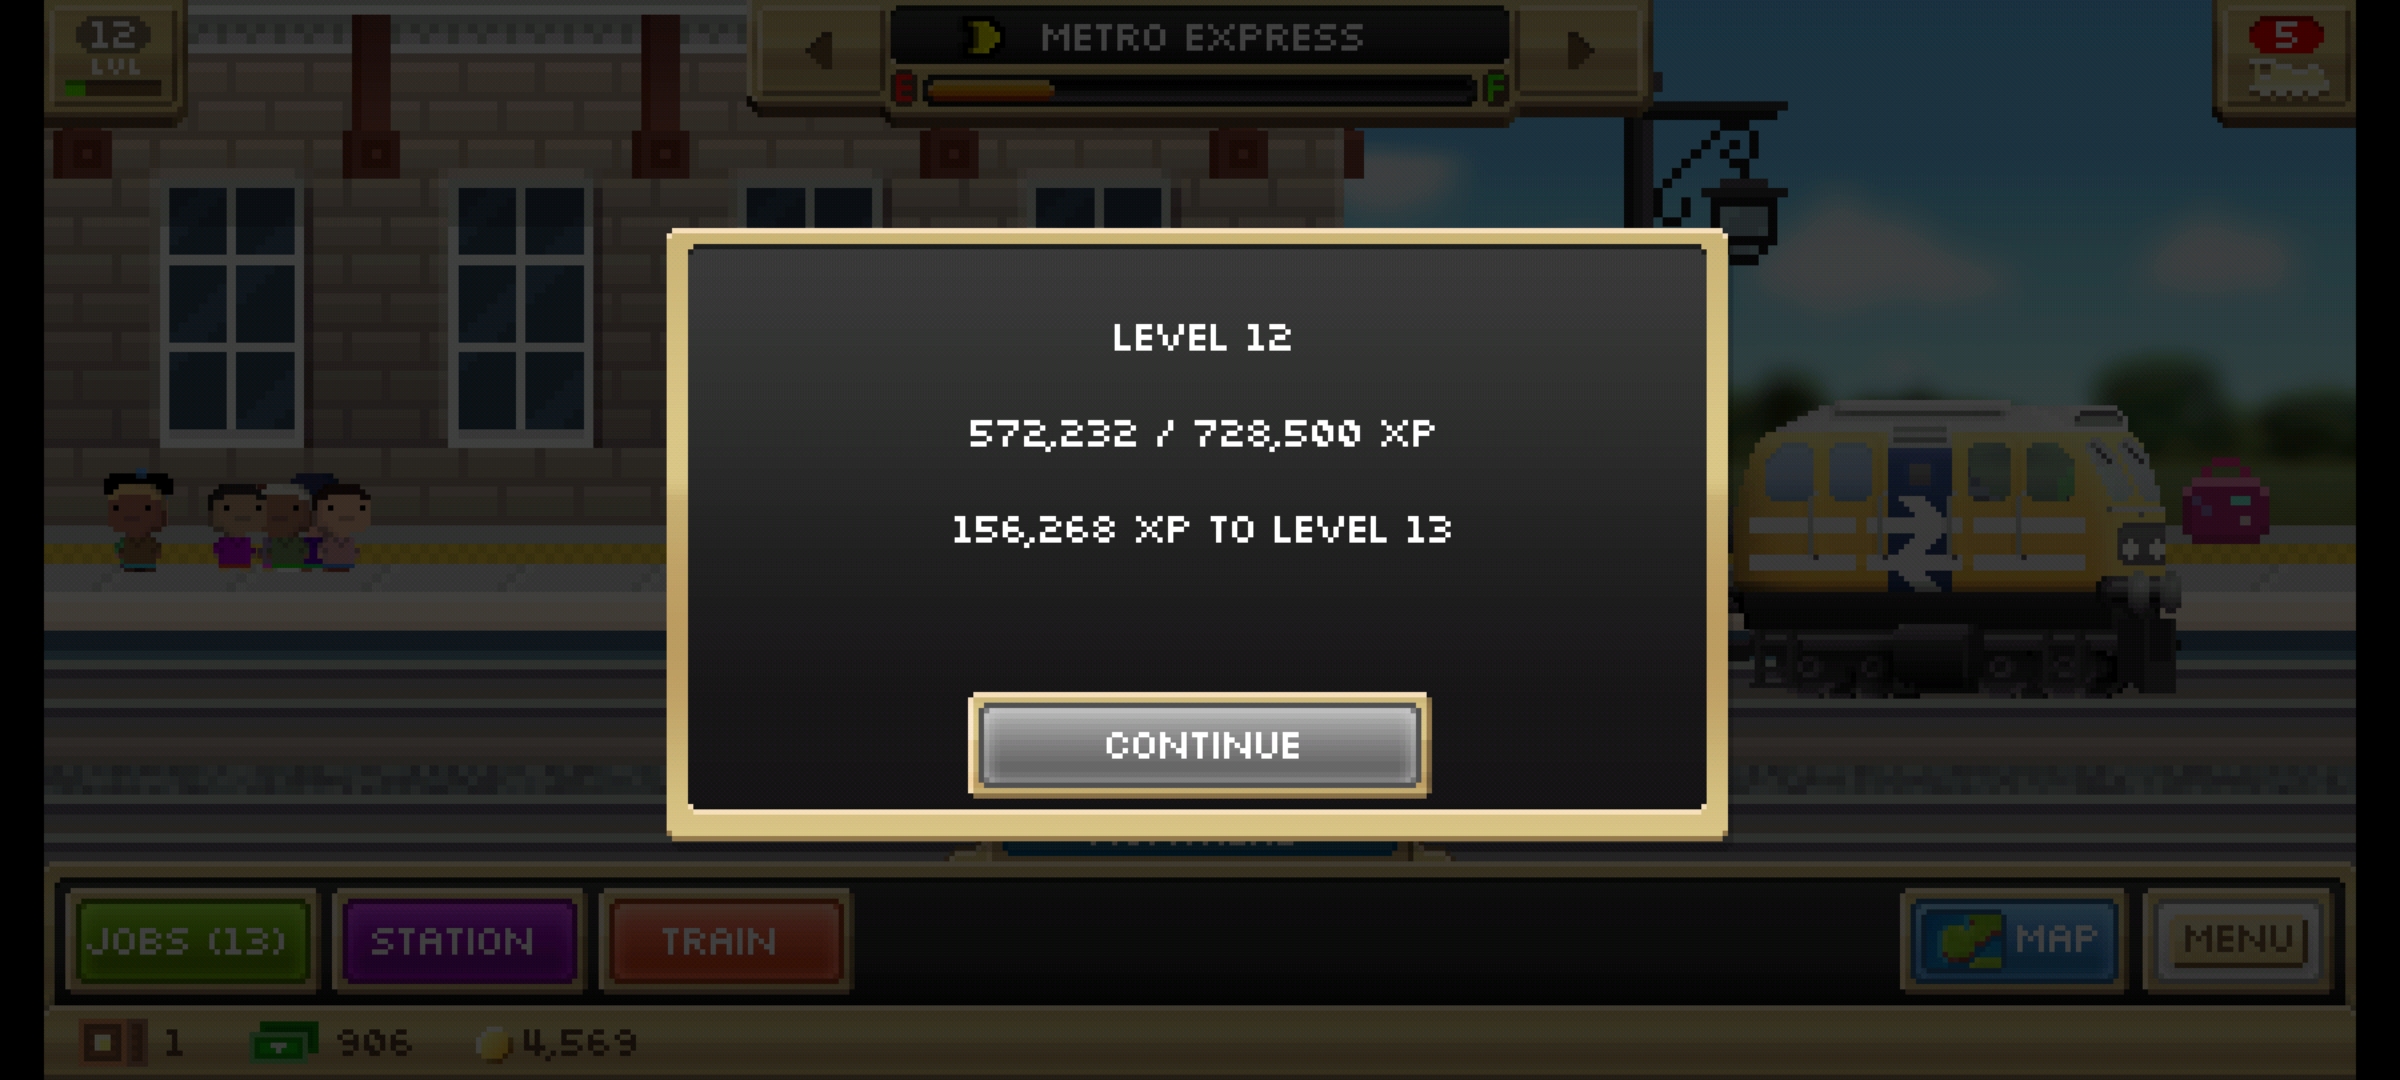 12
LVL
METRO EXPRESS
E F
5
LEVEL 12
572,232 / 728,500 XP
156,268 XP TO LEVEL 13
CONTINUE
JOBS (13)
STATION
TRAIN
MAP
MENU
1
906
4,569